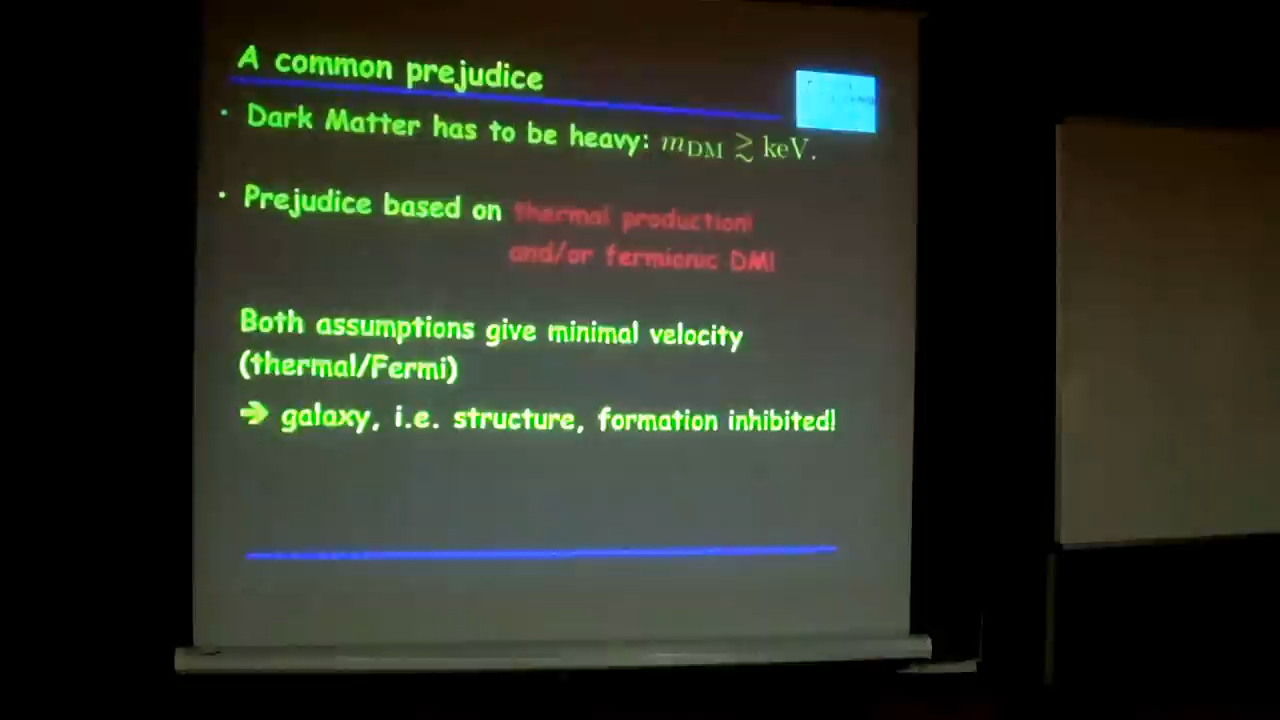 A common prejudice
· Dark Matter has to be heavy: mDM ≳ keV.
· Prejudice based on thermal production!
and/or fermionic DM!
Both assumptions give minimal velocity
(thermal/Fermi)
➔ galaxy, i.e. structure, formation inhibited!